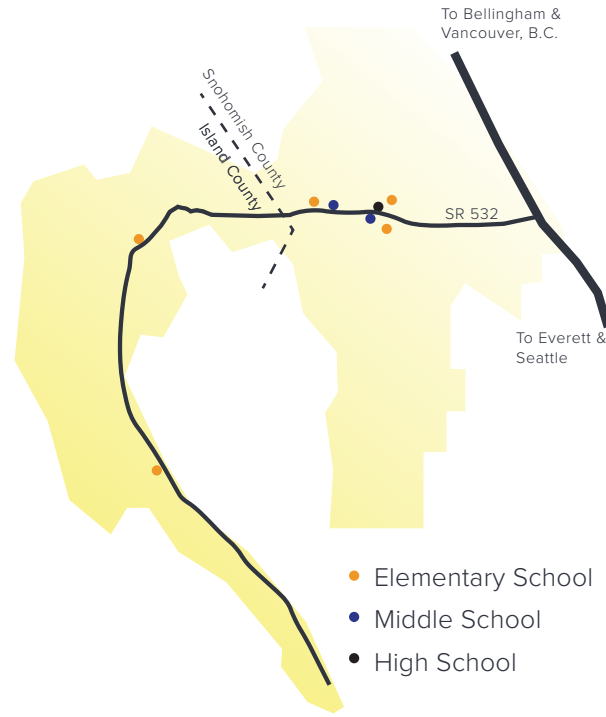 To Bellingham &
Vancouver, B.C.
Snohomish County
Island County
SR 532
To Everett &
Seattle
Elementary School
Middle School
High School